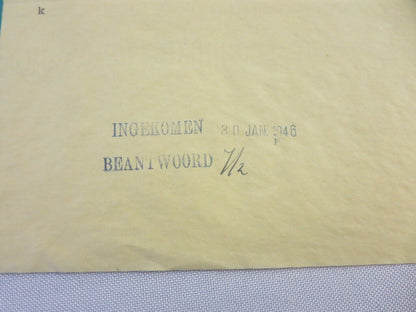 k
INGEKOMEN 30 JAN. 1946
BEANTWOORD 7/2